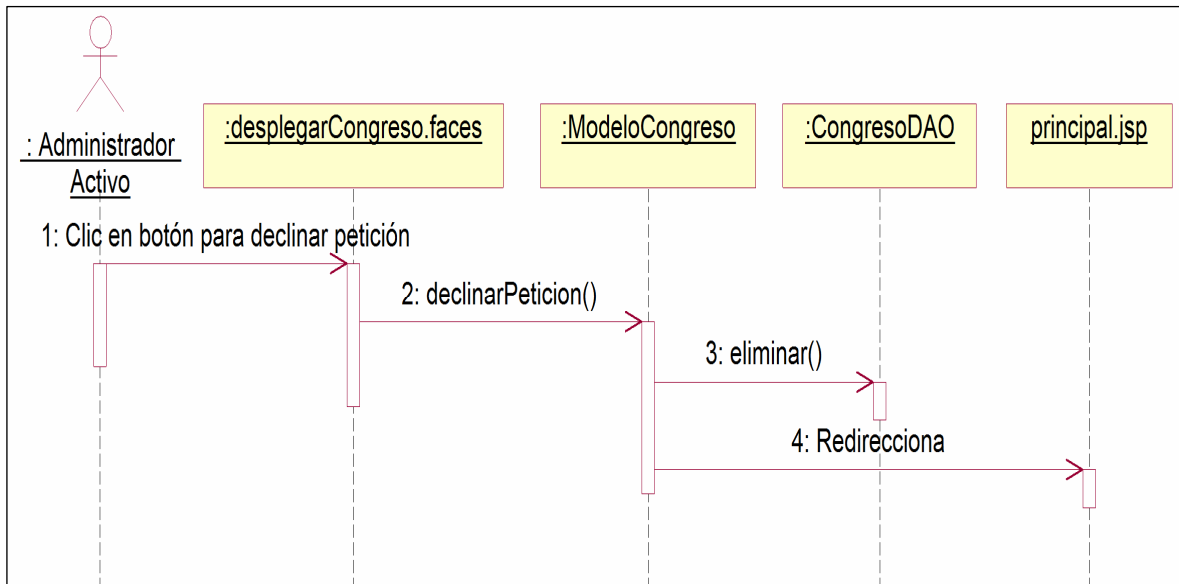 : Administrador
Activo
:desplegarCongreso.faces
:ModeloCongreso
:CongresoDAO
principal.jsp
1: Clic en botón para declinar petición
2: declinarPeticion()
3: eliminar()
4: Redirecciona